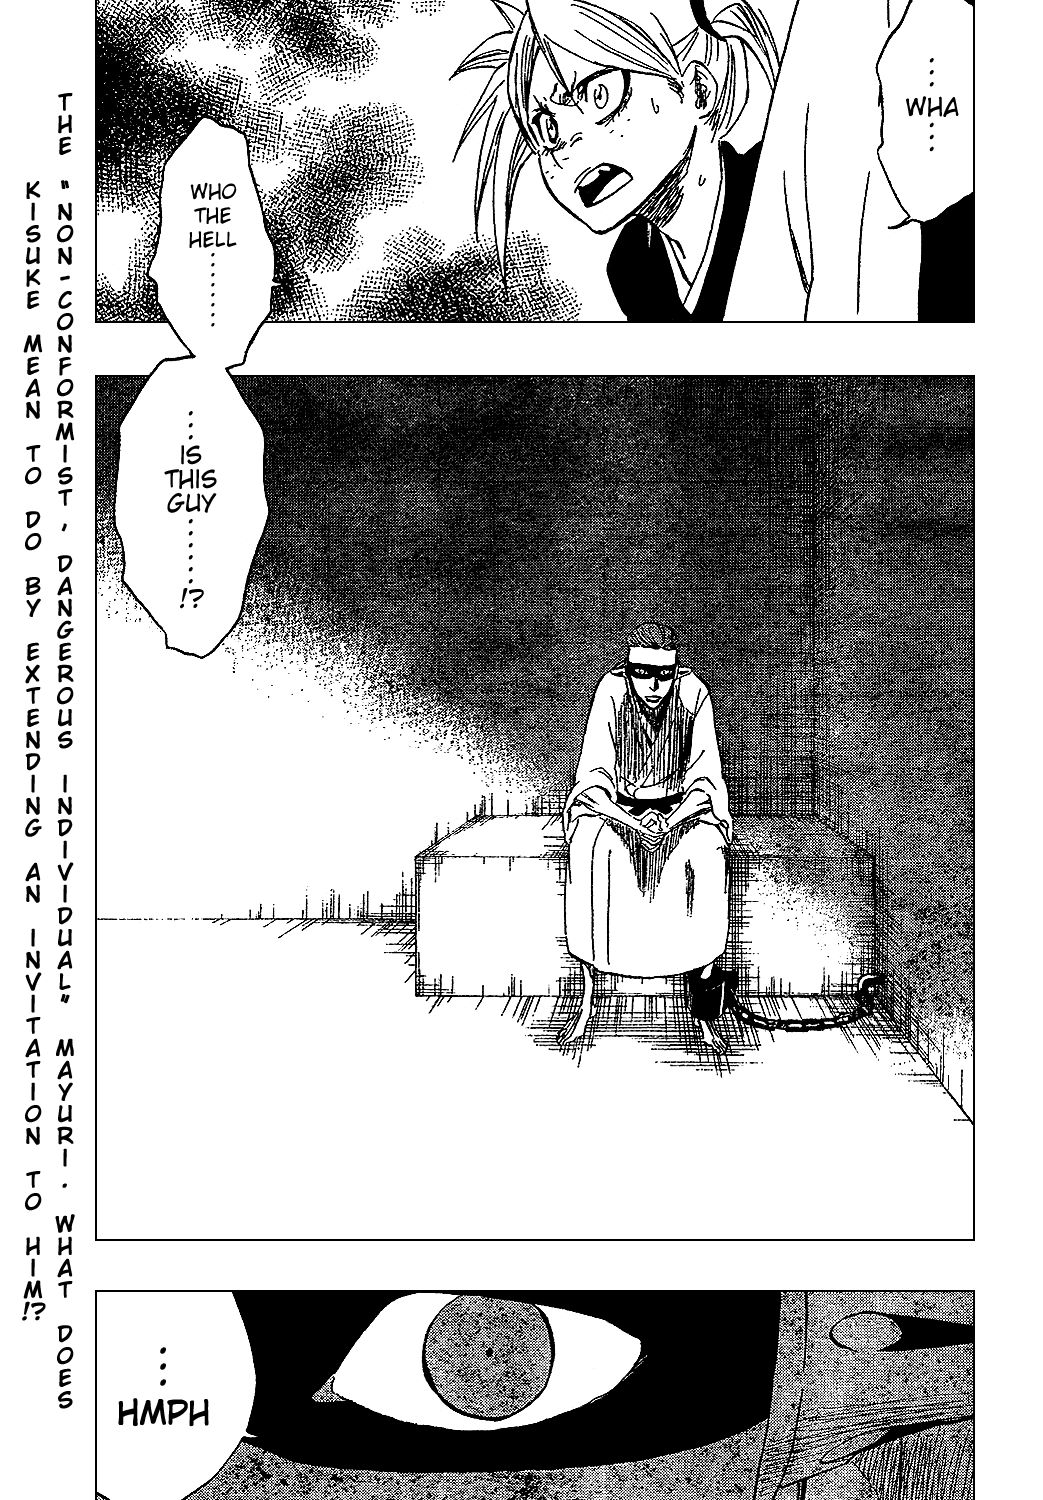 ......
WHA
......
WHO
THE
HELL
........
......
IS
THIS
GUY
........
!?
...
HMPH
THE "NON-CONFORMIST, DANGEROUS INDIVIDUAL" MAYURI. WHAT DOES
KISUKE MEAN TO DO BY EXTENDING AN INVITATION TO HIM!?